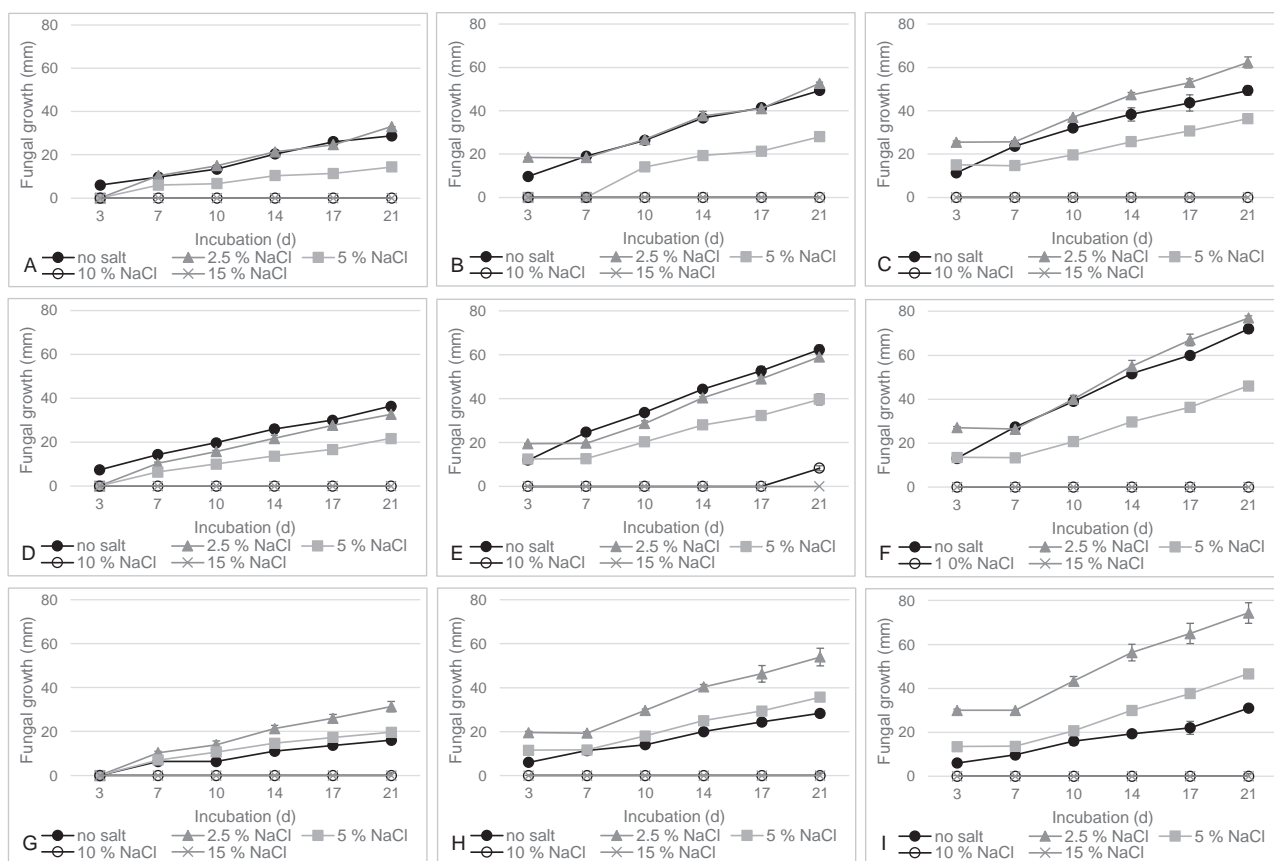 80
60
40
20
0
Fungal growth (mm)
3 7 10 14 17 21
Incubation (d)
A
no salt 2.5 % NaCl 5 % NaCl
10 % NaCl 15 % NaCl
80
60
40
20
0
Fungal growth (mm)
3 7 10 14 17 21
Incubation (d)
B
no salt 2.5 % NaCl 5 % NaCl
10 % NaCl 15 % NaCl
80
60
40
20
0
Fungal growth (mm)
3 7 10 14 17 21
Incubation (d)
C
no salt 2.5 % NaCl 5 % NaCl
10 % NaCl 15 % NaCl
80
60
40
20
0
Fungal growth (mm)
3 7 10 14 17 21
Incubation (d)
D
no salt 2.5 % NaCl 5 % NaCl
10 % NaCl 15 % NaCl
80
60
40
20
0
Fungal growth (mm)
3 7 10 14 17 21
Incubation (d)
E
no salt 2.5 % NaCl 5 % NaCl
10 % NaCl 15 % NaCl
80
60
40
20
0
Fungal growth (mm)
3 7 10 14 17 21
Incubation (d)
F
no salt 2.5 % NaCl 5 % NaCl
1 0% NaCl 15 % NaCl
80
60
40
20
0
Fungal growth (mm)
3 7 10 14 17 21
Incubation (d)
G
no salt 2.5 % NaCl 5 % NaCl
10 % NaCl 15 % NaCl
80
60
40
20
0
Fungal growth (mm)
3 7 10 14 17 21
Incubation (d)
H
no salt 2.5 % NaCl 5 % NaCl
10 % NaCl 15 % NaCl
80
60
40
20
0
Fungal growth (mm)
3 7 10 14 17 21
Incubation (d)
I
no salt 2.5 % NaCl 5 % NaCl
10 % NaCl 15 % NaCl